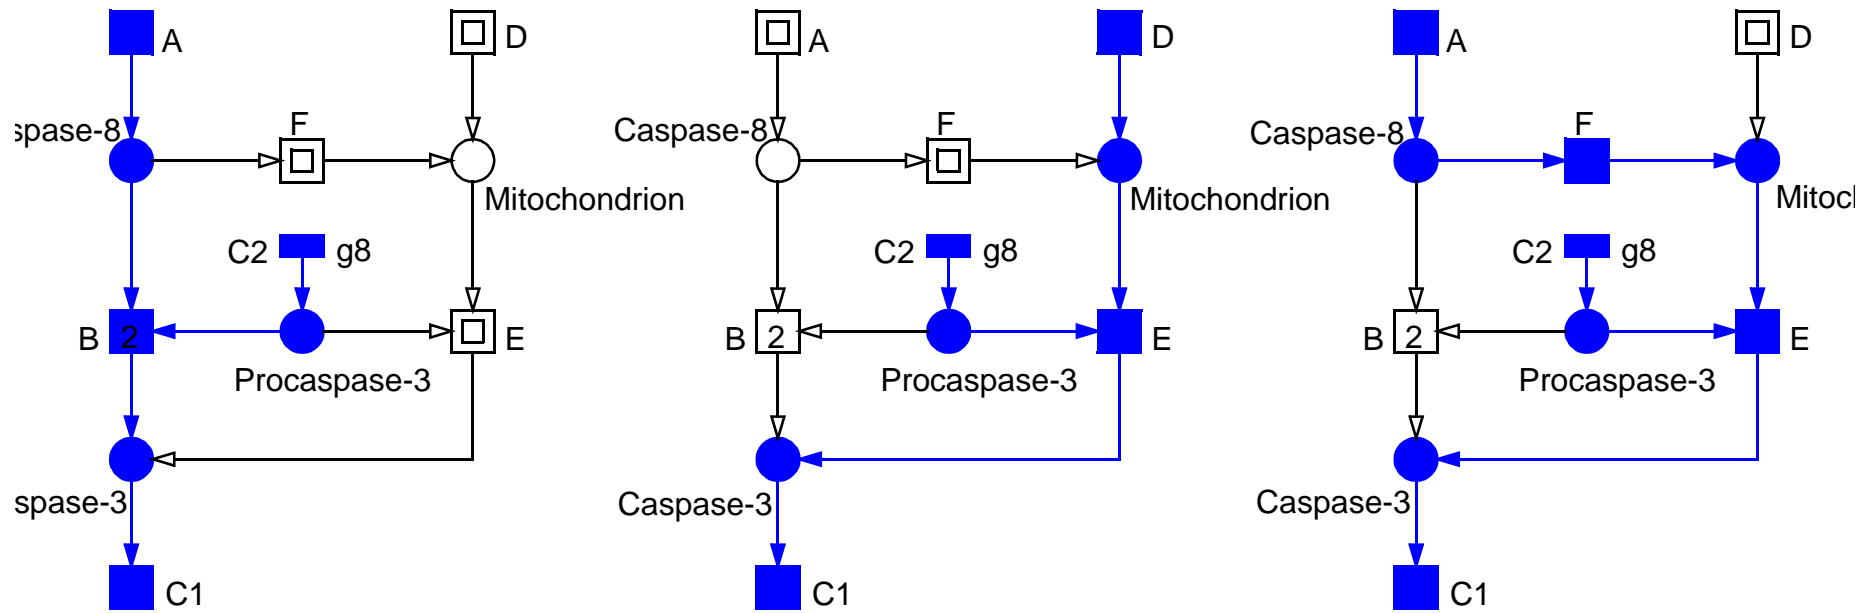 A
D
spase-8
F
Mitochondrion
C2
g8
B
2
E
Procaspase-3
spase-3
C1
A
D
Caspase-8
F
Mitochondrion
C2
g8
B
2
E
Procaspase-3
Caspase-3
C1
A
D
Caspase-8
F
Mitoc
C2
g8
B
2
E
Procaspase-3
Caspase-3
C1